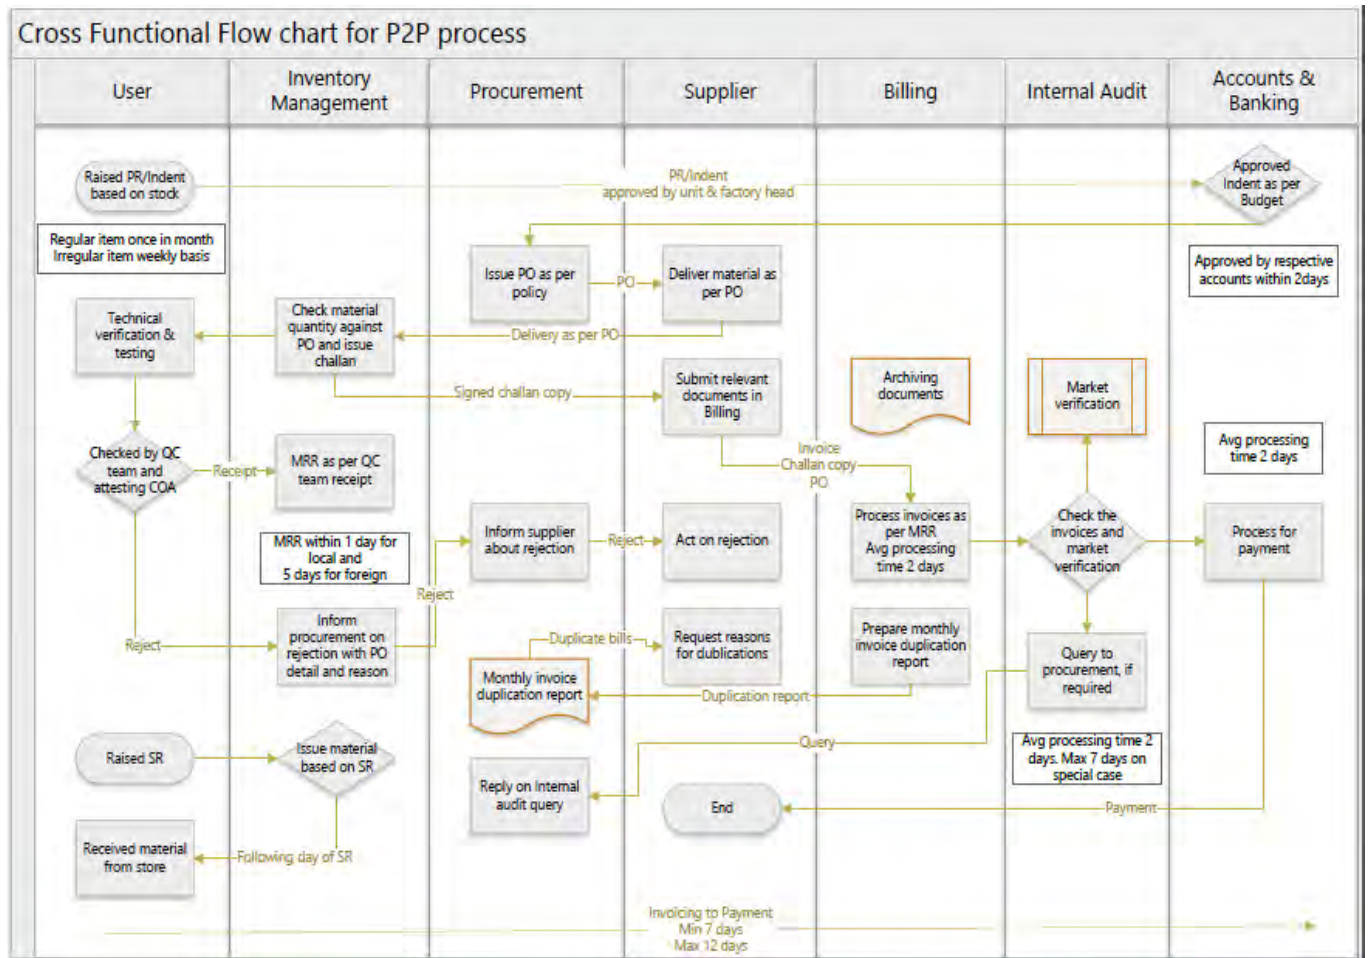 Cross Functional Flow chart for P2P process
User
Inventory
Management
Procurement
Supplier
Billing
Internal Audit
Accounts &
Banking
Raised PR/Indent
based on stock
PR/Indent
approved by unit & factory head
Approved
Indent as per
Budget
Regular item once in month
Irregular item weekly basis
Issue PO as per
policy
PO
Deliver material as
per PO
Approved by respective
accounts within 2days
Technical
verification &
testing
Check material
quantity against
PO and issue
challan
Delivery as per PO
Signed challan copy
Submit relevant
documents in
Billing
Archiving
documents
Market
verification
Checked by QC
team and
attesting COA
Receipt
MRR as per QC
team receipt
Invoice
Challan copy
PO
Avg processing
time 2 days
MRR within 1 day for
local and
5 days for foreign
Inform supplier
about rejection
Reject
Act on rejection
Process invoices as
per MRR
Avg processing
time 2 days
Check the
invoices and
market
verification
Process for
payment
Reject
Reject
Inform
procurement on
rejection with PO
detail and reason
Duplicate bills
Request reasons
for dublications
Prepare monthly
invoice duplication
report
Query to
procurement, if
required
Monthly invoice
duplication report
Duplication report
Raised SR
Issue material
based on SR
Query
Avg processing time 2
days. Max 7 days on
special case
Reply on Internal
audit query
End
Payment
Received material
from store
Following day of SR
Invoicing to Payment
Min 7 days
Max 12 days